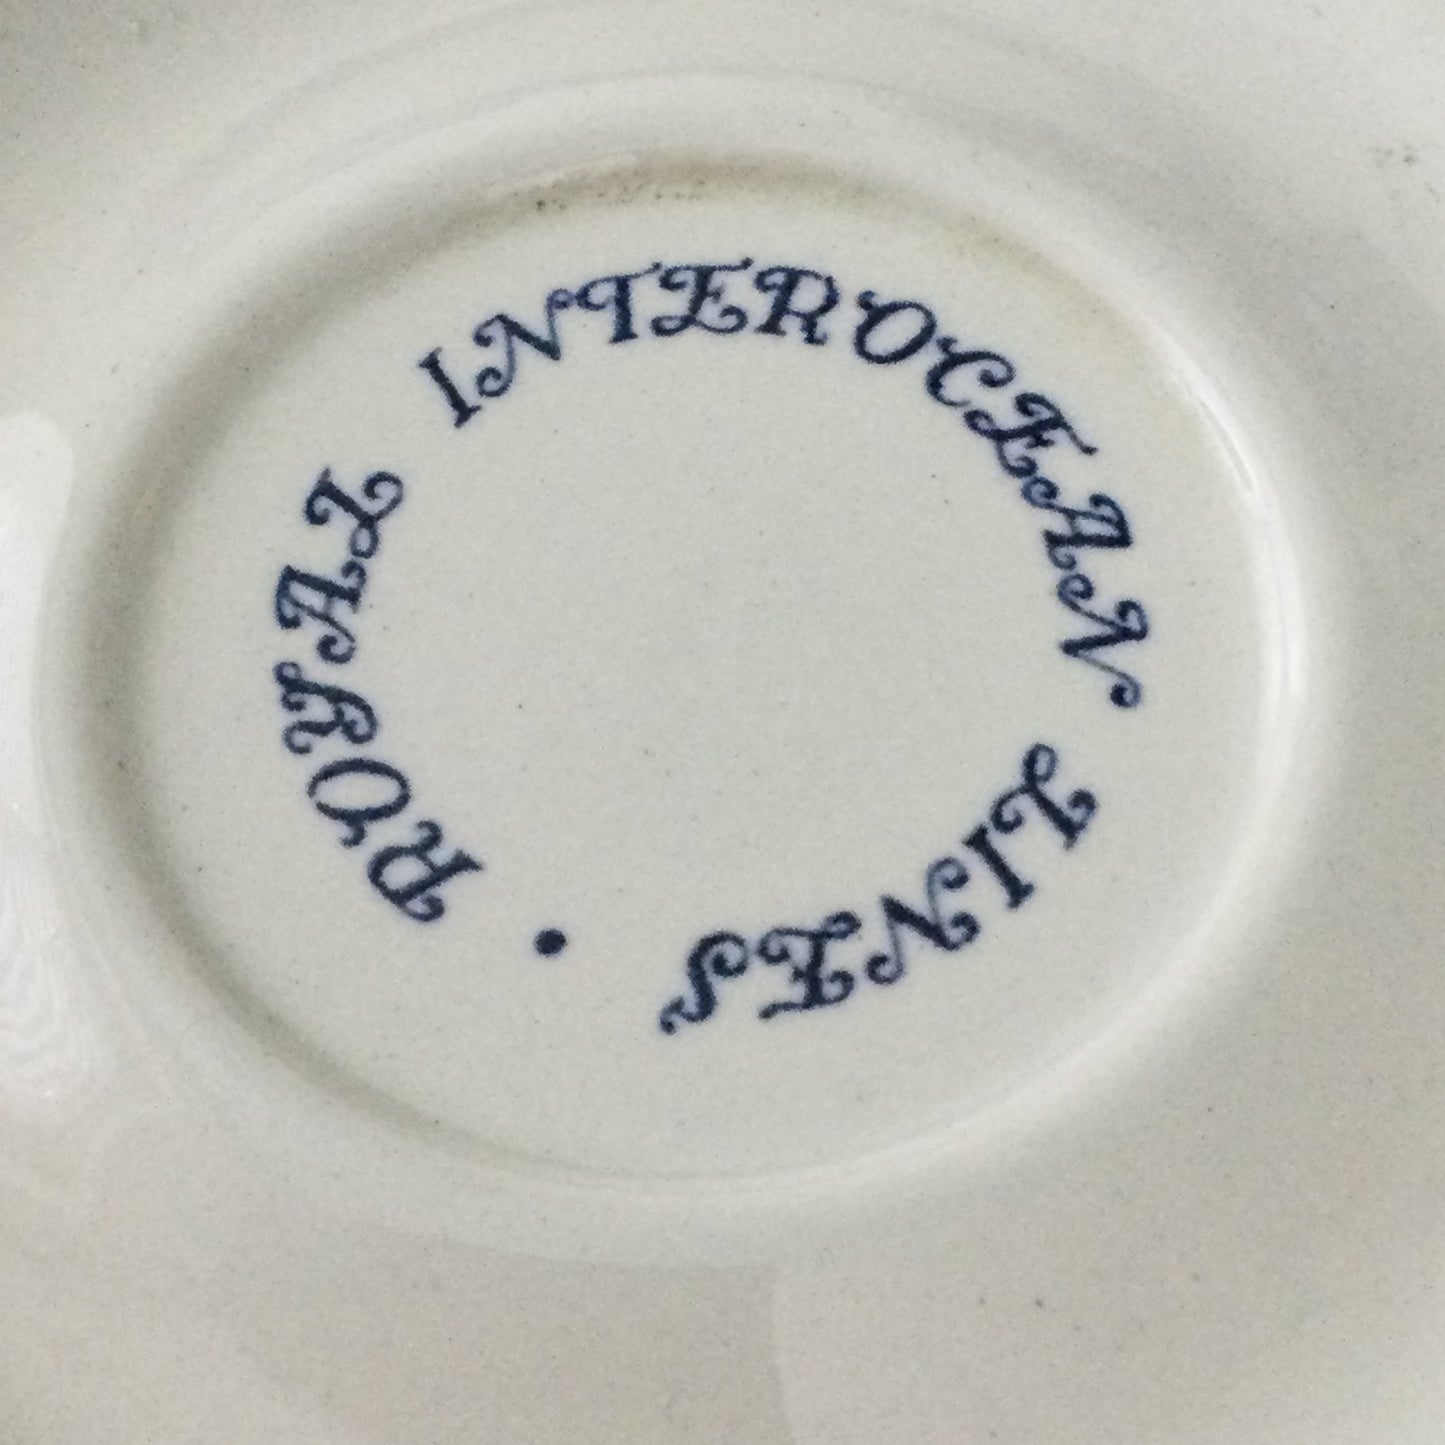 ROYAL INTEROCEAN LINES •